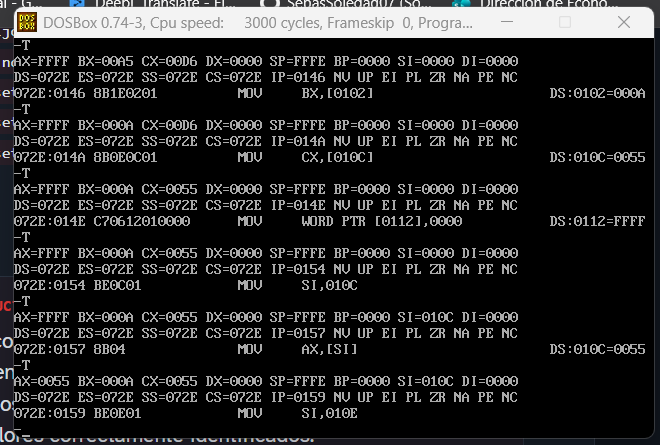 DOSBox 0.74-3, Cpu speed: 3000 cycles, Frameskip 0, Progra...
-T
AX=FFFF BX=00A5 CX=00D6 DX=0000 SP=FFFE BP=0000 SI=0000 DI=0000
DS=072E ES=072E SS=072E CS=072E IP=0146 NV UP EI PL ZR NA PE NC
072E:0146 8B1E0201 MOV BX,[0102] DS:0102=000A
-T
AX=FFFF BX=000A CX=00D6 DX=0000 SP=FFFE BP=0000 SI=0000 DI=0000
DS=072E ES=072E SS=072E CS=072E IP=014A NV UP EI PL ZR NA PE NC
072E:014A 8B0E0C01 MOV CX,[010C] DS:010C=0055
-T
AX=FFFF BX=000A CX=0055 DX=0000 SP=FFFE BP=0000 SI=0000 DI=0000
DS=072E ES=072E SS=072E CS=072E IP=014E NV UP EI PL ZR NA PE NC
072E:014E C70612010000 MOV WORD PTR [0112],0000 DS:0112=FFFF
-T
AX=FFFF BX=000A CX=0055 DX=0000 SP=FFFE BP=0000 SI=0000 DI=0000
DS=072E ES=072E SS=072E CS=072E IP=0154 NV UP EI PL ZR NA PE NC
072E:0154 BE0C01 MOV SI,010C
-T
AX=FFFF BX=000A CX=0055 DX=0000 SP=FFFE BP=0000 SI=010C DI=0000
DS=072E ES=072E SS=072E CS=072E IP=0157 NV UP EI PL ZR NA PE NC
072E:0157 8B04 MOV AX,[SI] DS:010C=0055
-T
AX=0055 BX=000A CX=0055 DX=0000 SP=FFFE BP=0000 SI=010C DI=0000
DS=072E ES=072E SS=072E CS=072E IP=0159 NV UP EI PL ZR NA PE NC
072E:0159 BE0E01 MOV SI,010E
-
correctamente identificados.